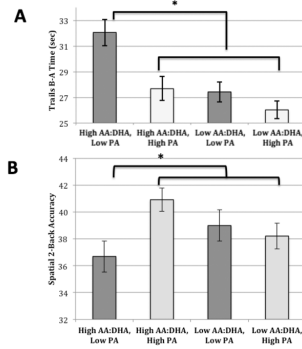 A
*
Trails B-A Time (sec)
33
31
29
27
25
High AA:DHA, Low PA
High AA:DHA, High PA
Low AA:DHA, Low PA
Low AA:DHA, High PA
B
*
Spatial 2-Back Accuracy
44
42
40
38
36
34
32
High AA:DHA, Low PA
High AA:DHA, High PA
Low AA:DHA, Low PA
Low AA:DHA, High PA